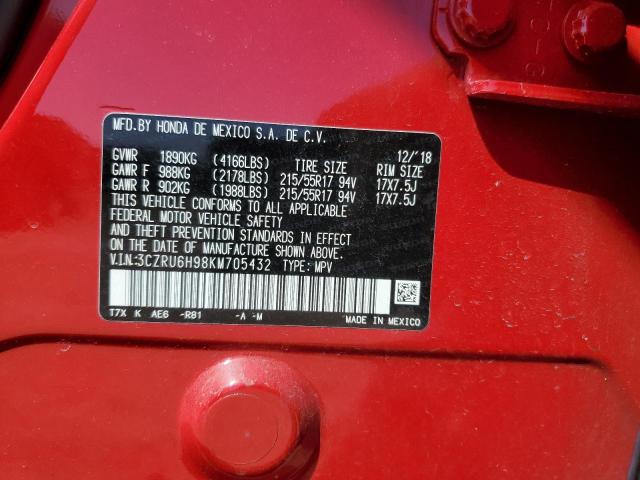 MFD.BY HONDA DE MEXICO S.A. DE C.V.
12/'18
GVWR 1890KG (4166LBS) TIRE SIZE RIM SIZE
GAWR F 988KG (2178LBS) 215/55R17 94V 17X7.5J
GAWR R 902KG (1988LBS) 215/55R17 94V 17X7.5J
THIS VEHICLE CONFORMS TO ALL APPLICABLE
FEDERAL MOTOR VEHICLE SAFETY
AND THEFT PREVENTION STANDARDS IN EFFECT
ON THE DATE OF MANUFACTURE SHOWN ABOVE.
V.I.N:3CZRU6H98KM705432 TYPE: MPV
T7X K AE6 -R81 -A -M MADE IN MEXICO